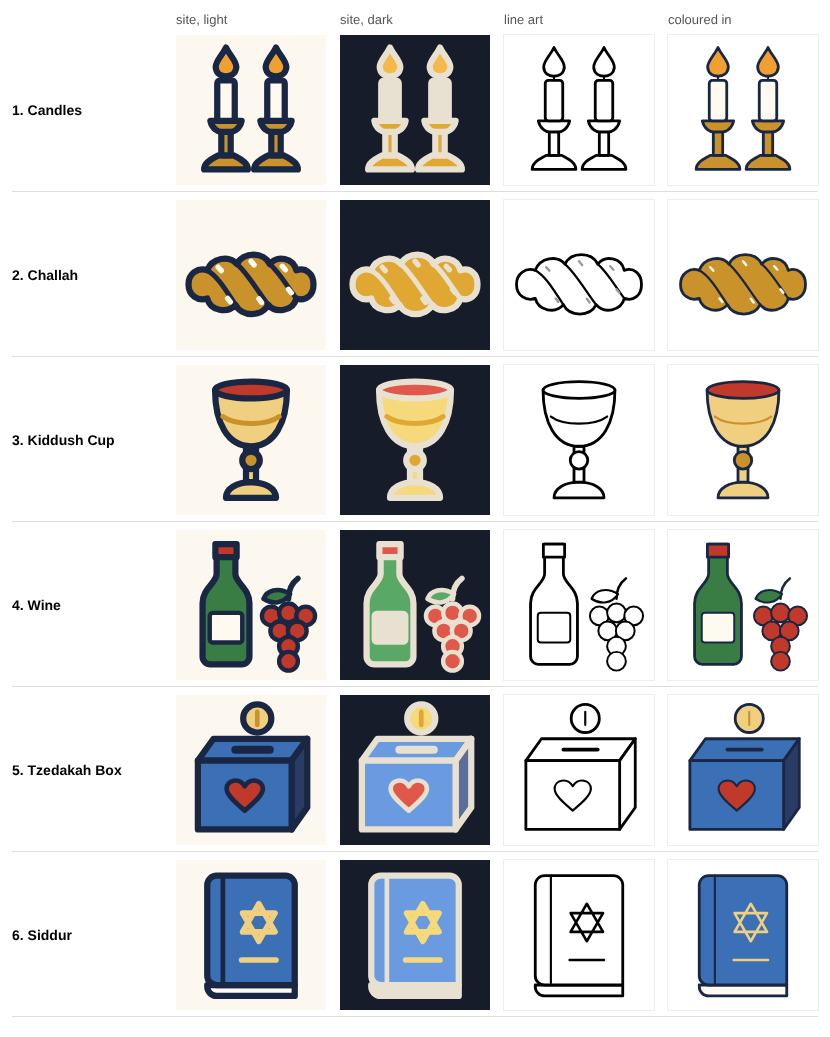 site, light
site, dark
line art
coloured in
1. Candles
2. Challah
3. Kiddush Cup
4. Wine
5. Tzedakah Box
6. Siddur